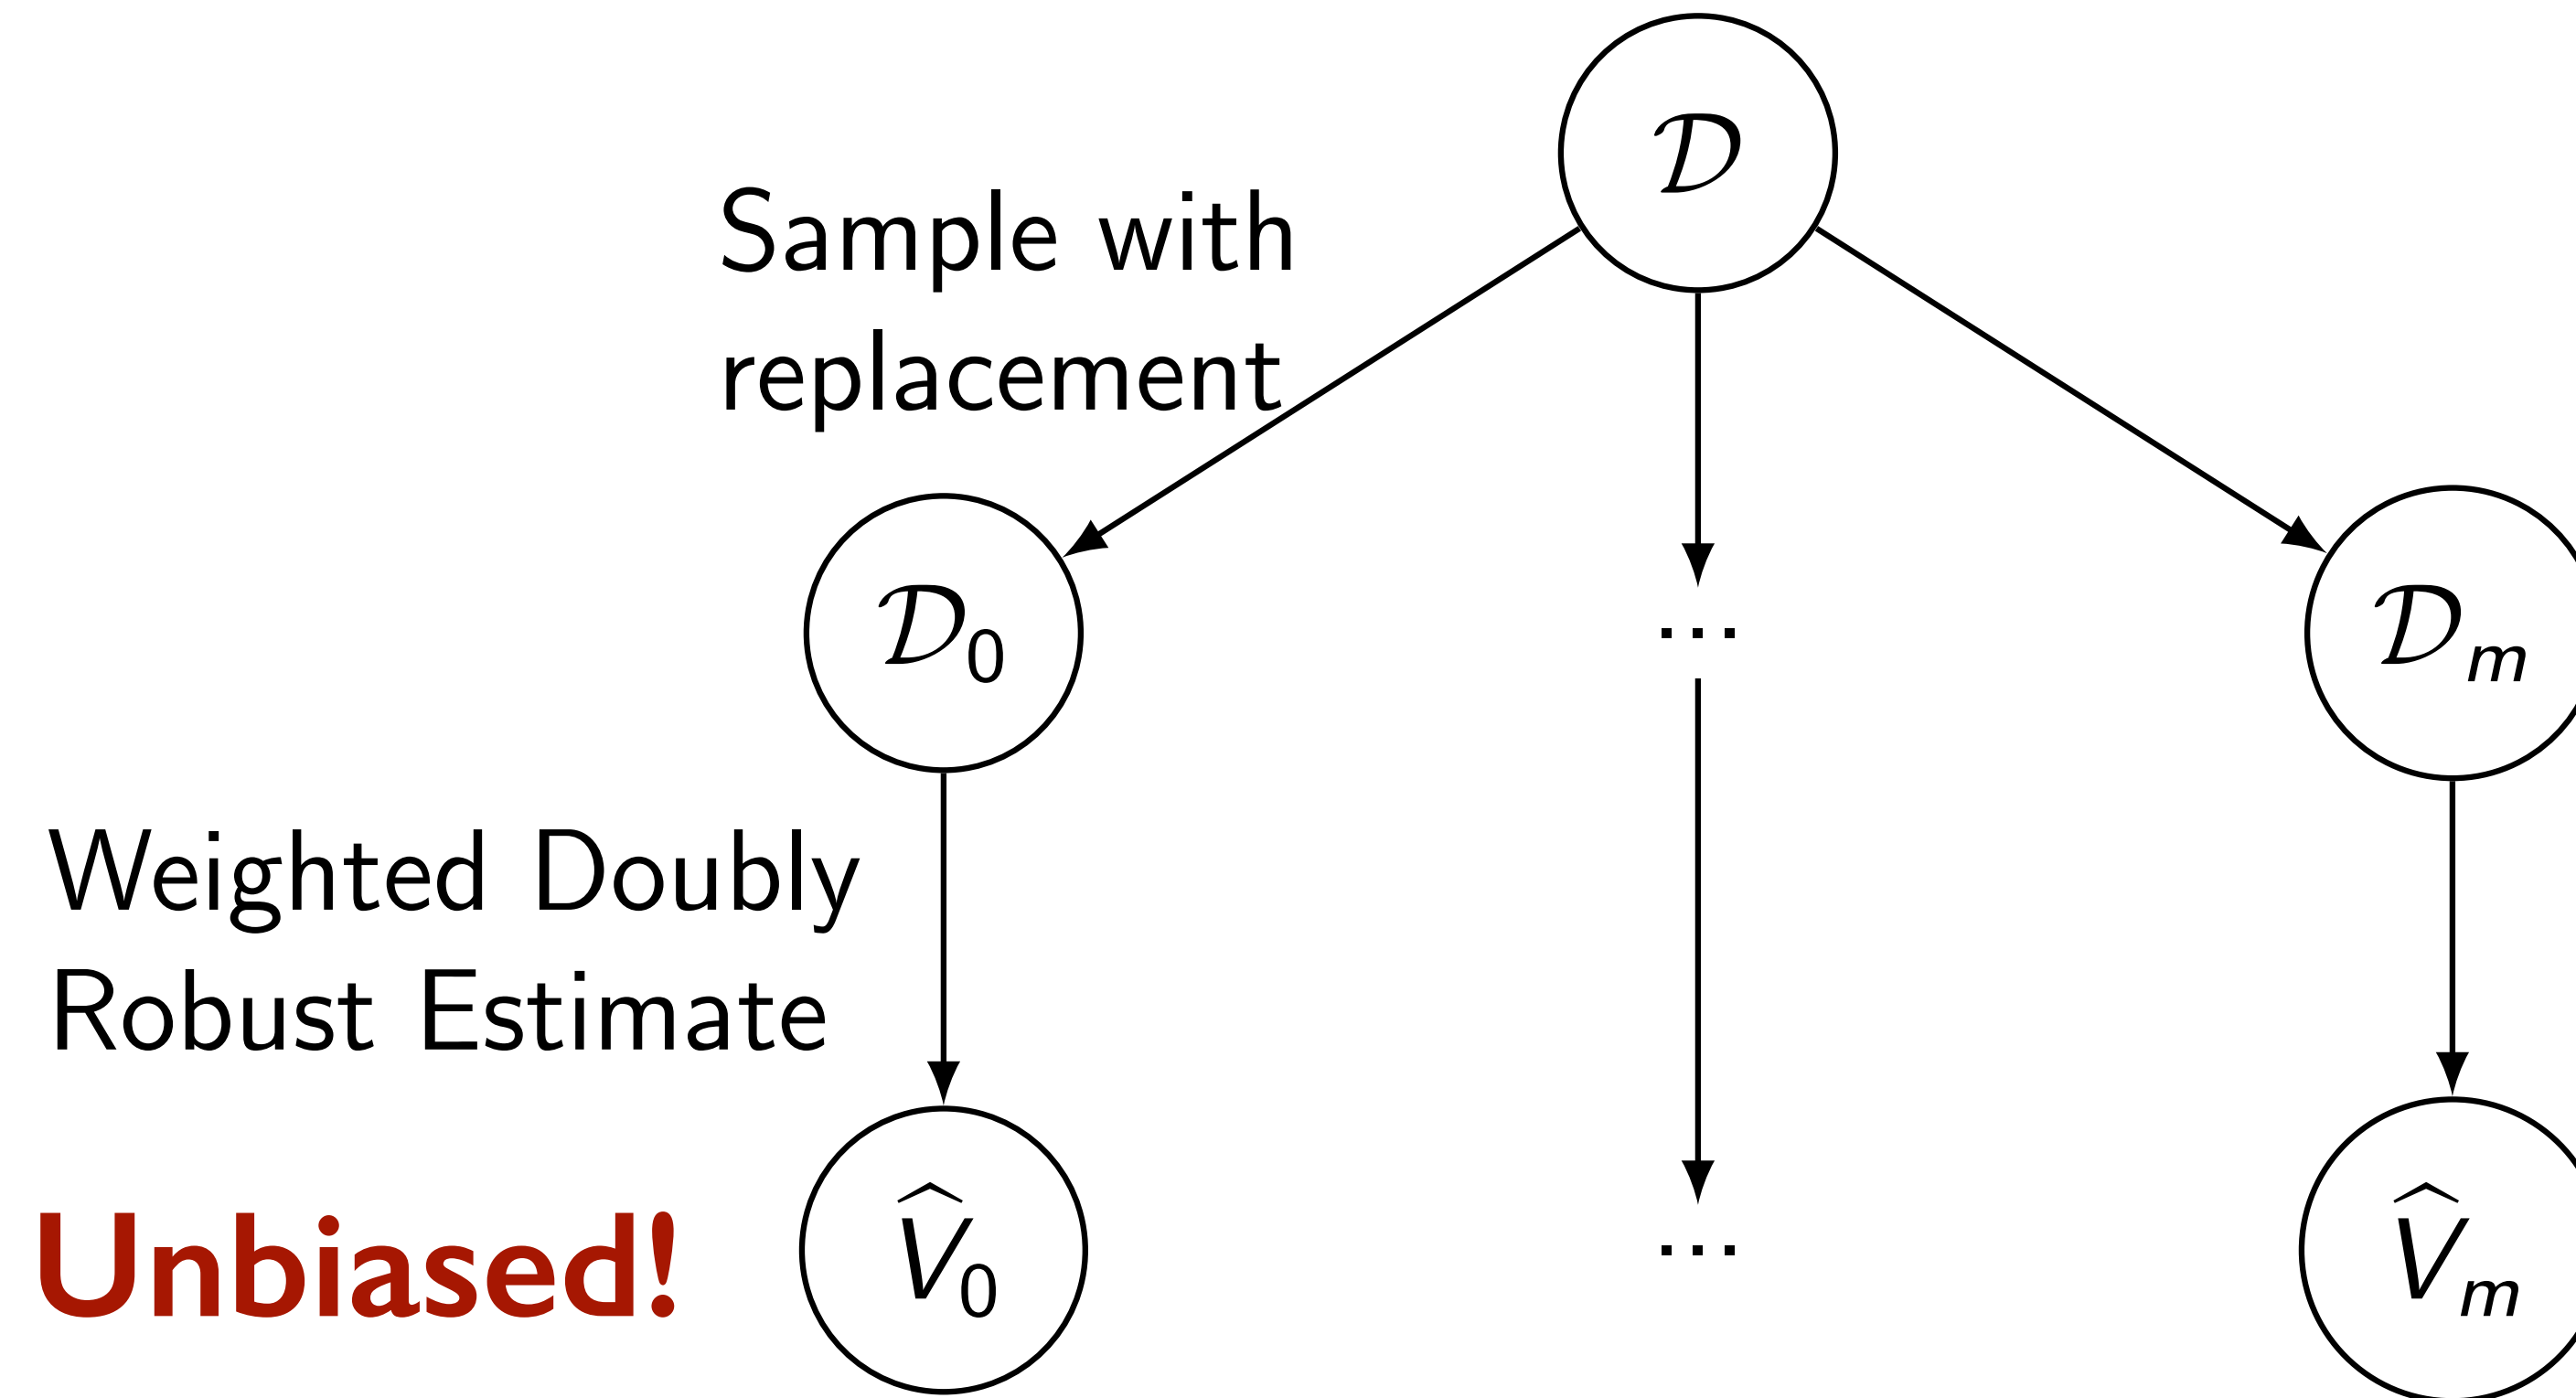 𝒟
Sample with
replacement
𝒟₀
...
𝒟ₘ
Weighted Doubly
Robust Estimate
Unbiased!
V̂₀
...
V̂ₘ